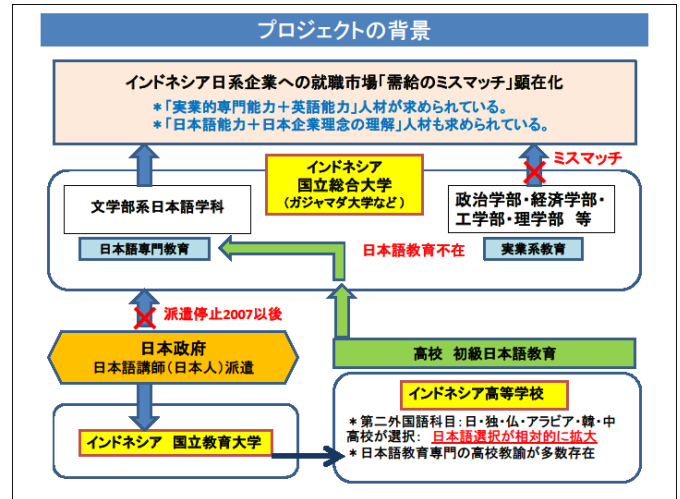 プロジェクトの背景
インドネシア日系企業への就職市場「需給のミスマッチ」顕在化
＊「実業的専門能力＋英語能力」人材が求められている。
＊「日本語能力＋日本企業理念の理解」人材も求められている。
ミスマッチ
インドネシア
国立総合大学
（ガジャマダ大学など）
文学部系日本語学科
政治学部・経済学部・
工学部・理学部 等
日本語専門教育
日本語教育不在
実業系教育
派遣停止2007以後
日本政府
日本語講師（日本人）派遣
高校 初級日本語教育
インドネシア高等学校
＊第二外国語科目：日・独・仏・アラビア・韓・中
高校が選択： 日本語選択が相対的に拡大
＊日本語教育専門の高校教諭が多数存在
インドネシア 国立教育大学